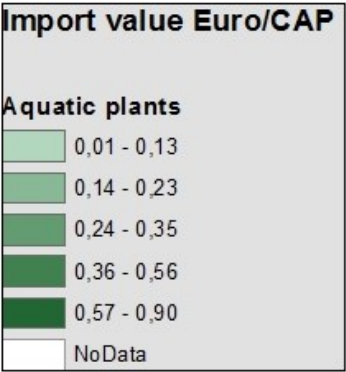 Import value Euro/CAP
Aquatic plants
0,01 - 0,13
0,14 - 0,23
0,24 - 0,35
0,36 - 0,56
0,57 - 0,90
NoData